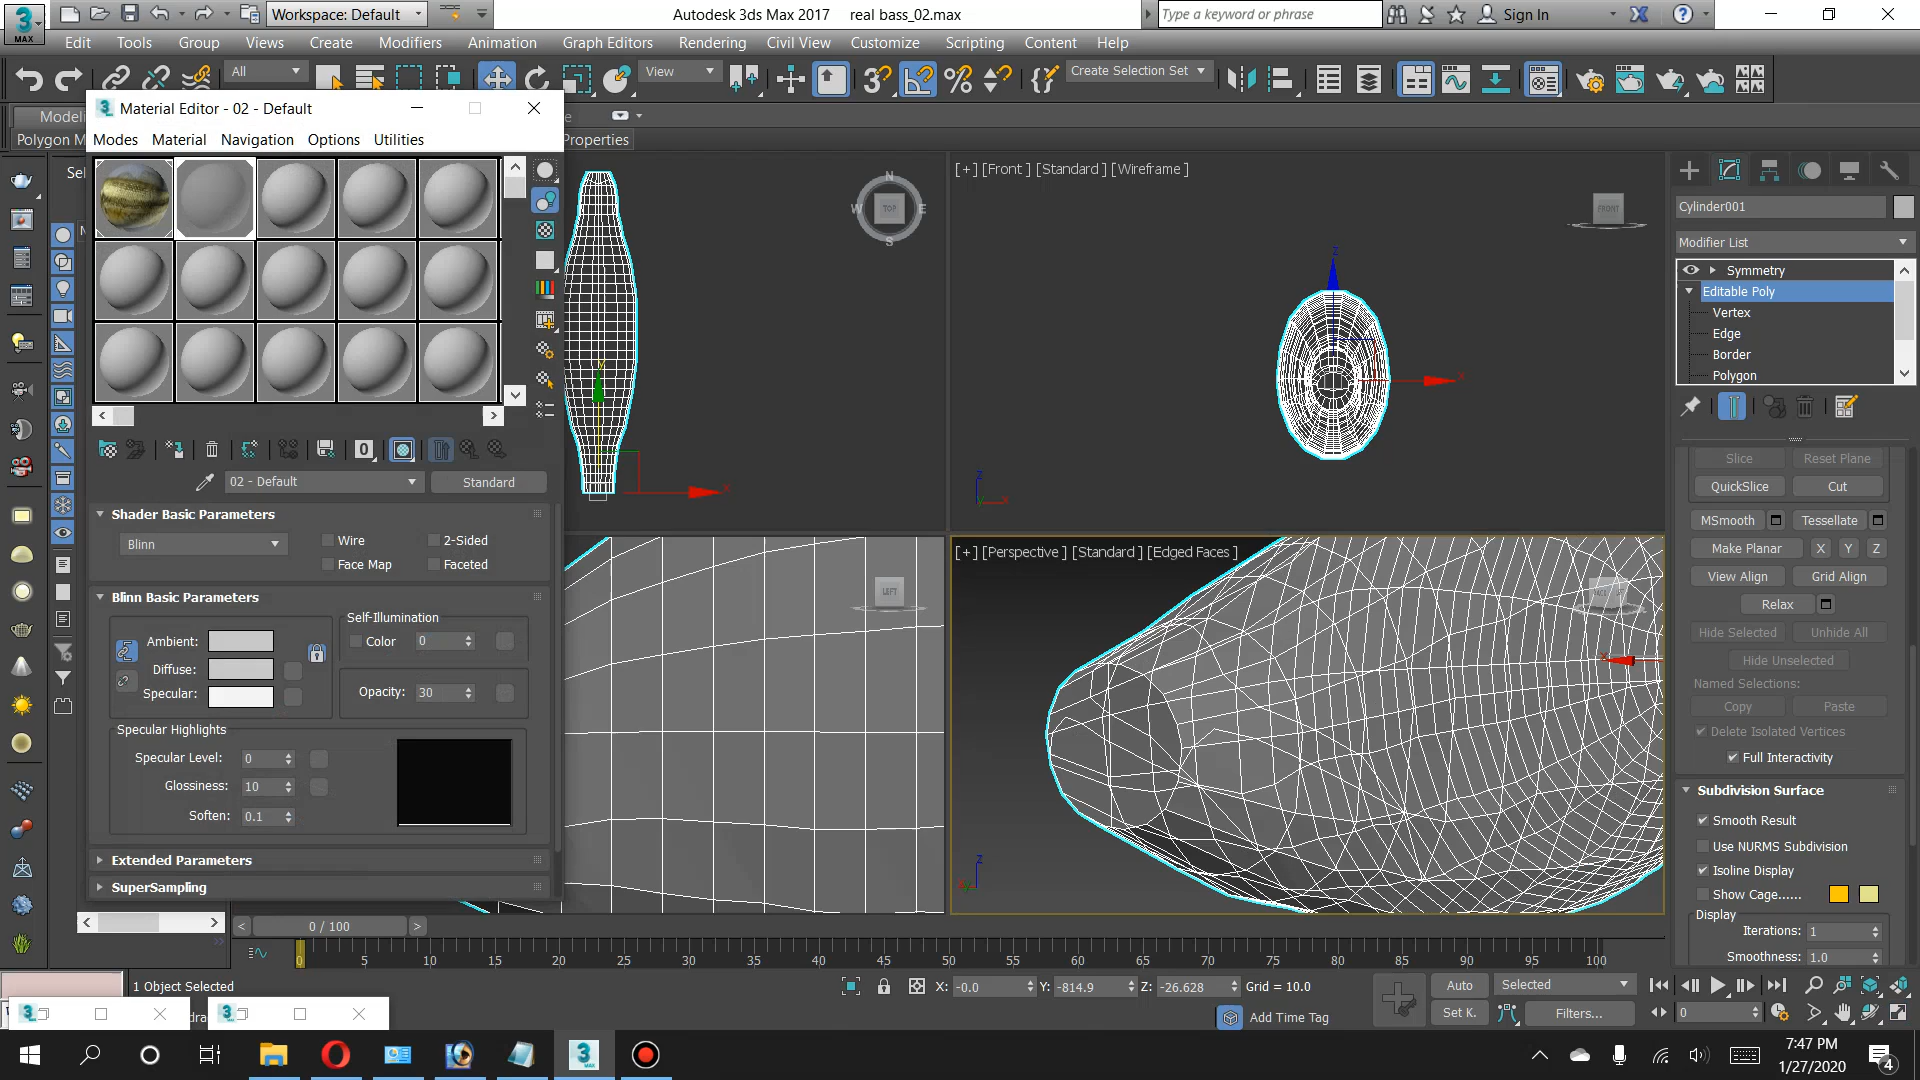 Workspace: Default
Autodesk 3ds Max 2017    real bass_02.max
Type a keyword or phrase
Sign In
Edit Tools Group Views Create Modifiers Animation Graph Editors Rendering Civil View Customize Scripting Content Help
All
View
Create Selection Set
Material Editor - 02 - Default
Modes Material Navigation Options Utilities
Polygon M
Properties
Sel
[+] [Front ] [Standard ] [Wireframe ]
N
W TOP E
S
FRONT
Cylinder001
Modifier List
Symmetry
Editable Poly
Vertex
Edge
Border
Polygon
Slice Reset Plane
QuickSlice Cut
MSmooth Tessellate
Make Planar X Y Z
View Align Grid Align
Relax
Hide Selected Unhide All
Hide Unselected
Named Selections:
Copy Paste
Delete Isolated Vertices
Full Interactivity
Subdivision Surface
Smooth Result
Use NURMS Subdivision
Isoline Display
Show Cage......
Display
Iterations: 1
Smoothness: 1.0
02 - Default
Standard
Shader Basic Parameters
Blinn
Wire 2-Sided
Face Map Faceted
Blinn Basic Parameters
Self-Illumination
Ambient:
Color 0
Diffuse:
Specular:
Opacity: 30
Specular Highlights
Specular Level: 0
Glossiness: 10
Soften: 0.1
Extended Parameters
SuperSampling
LEFT
[+] [Perspective ] [Standard ] [Edged Faces ]
0 / 100
0 5 10 15 20 25 30 35 40 45 50 55 60 65 70 75 80 85 90 95 100
1 Object Selected
X: -0.0 Y: -814.9 Z: -26.628 Grid = 10.0
Auto Selected
Set K. Filters...
0
Add Time Tag
7:47 PM
1/27/2020
4